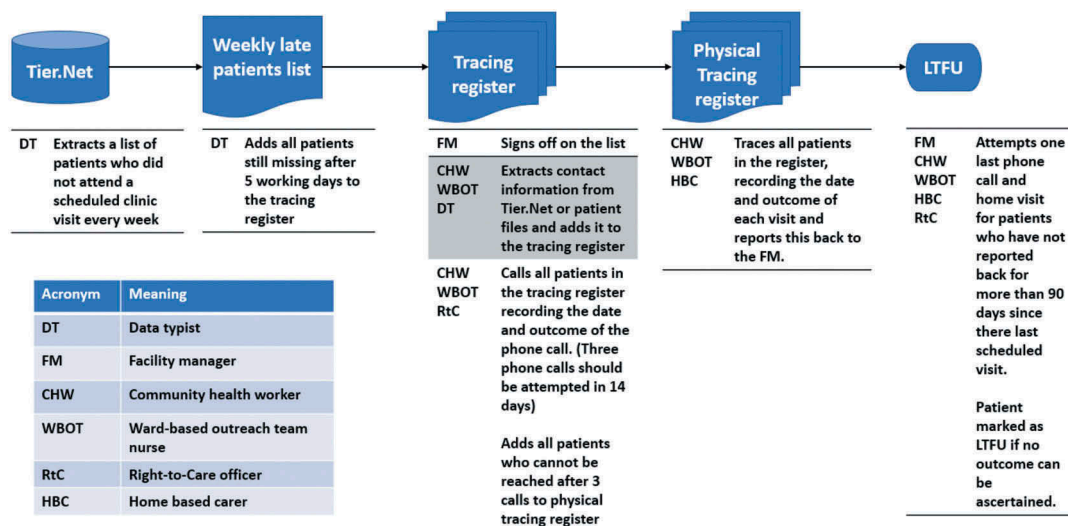 Tier.Net
Weekly late
patients list
Tracing
register
Physical
Tracing
register
LTFU
DT Extracts a list of
patients who did
not attend a
scheduled clinic
visit every week
DT Adds all patients
still missing after
5 working days to
the tracing
register
FM Signs off on the list
CHW Extracts contact
WBOT information from
DT Tier.Net or patient
files and adds it to
the tracing register
CHW Calls all patients in
WBOT the tracing register
RtC recording the date
and outcome of the
phone call. (Three
phone calls should
be attempted in 14
days)
Adds all patients
who cannot be
reached after 3
calls to physical
tracing register
CHW Traces all patients
WBOT in the register,
HBC recording the date
and outcome of
each visit and
reports this back to
the FM.
FM Attempts one
CHW last phone
WBOT call and
HBC home visit
RtC for patients
who have not
reported
back for
more than 90
days since
there last
scheduled
visit.
Patient
marked as
LTFU if no
outcome can
be
ascertained.
Acronym Meaning
DT Data typist
FM Facility manager
CHW Community health worker
WBOT Ward-based outreach team
nurse
RtC Right-to-Care officer
HBC Home based carer